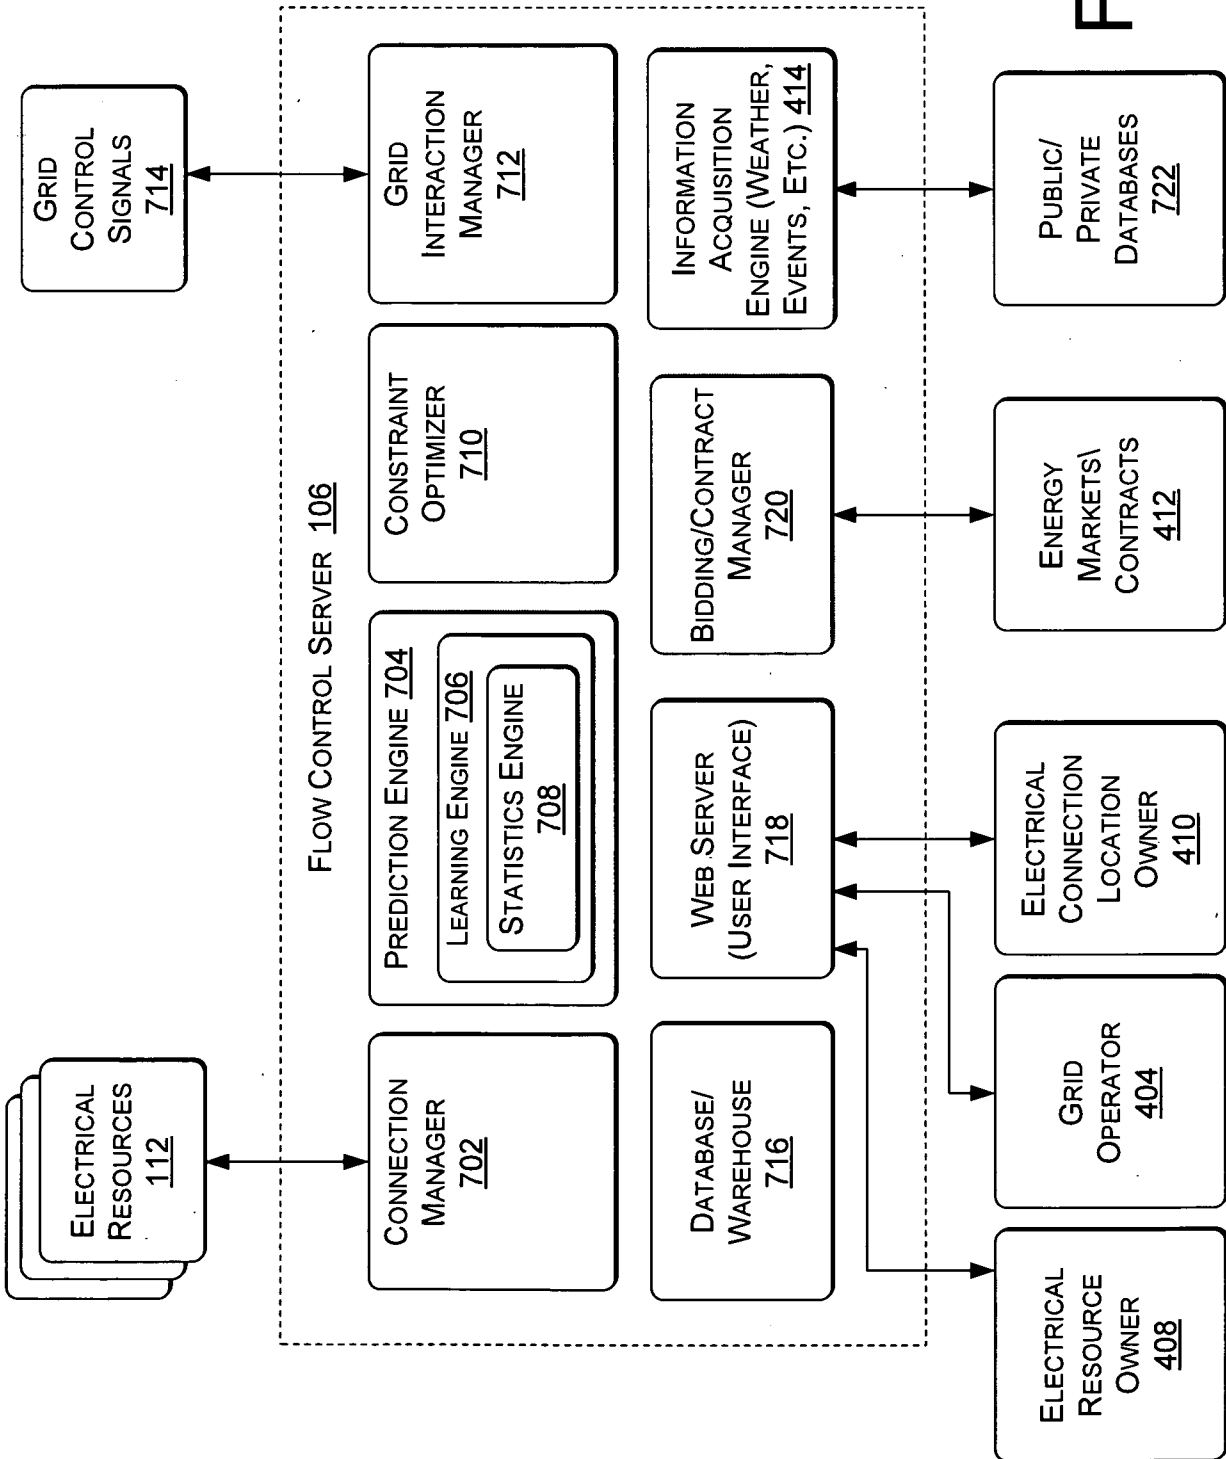 ELECTRICAL
RESOURCES
112
GRID
CONTROL
SIGNALS
714
FLOW CONTROL SERVER 106
CONNECTION
MANAGER
702
PREDICTION ENGINE 704
LEARNING ENGINE 706
STATISTICS ENGINE
708
CONSTRAINT
OPTIMIZER
710
GRID
INTERACTION
MANAGER
712
DATABASE/
WAREHOUSE
716
WEB SERVER
(USER INTERFACE)
718
BIDDING/CONTRACT
MANAGER
720
INFORMATION
ACQUISITION
ENGINE (WEATHER,
EVENTS, ETC.) 414
ELECTRICAL
RESOURCE
OWNER
408
GRID
OPERATOR
404
ELECTRICAL
CONNECTION
LOCATION
OWNER
410
ENERGY
MARKETS\
CONTRACTS
412
PUBLIC/
PRIVATE
DATABASES
722
F